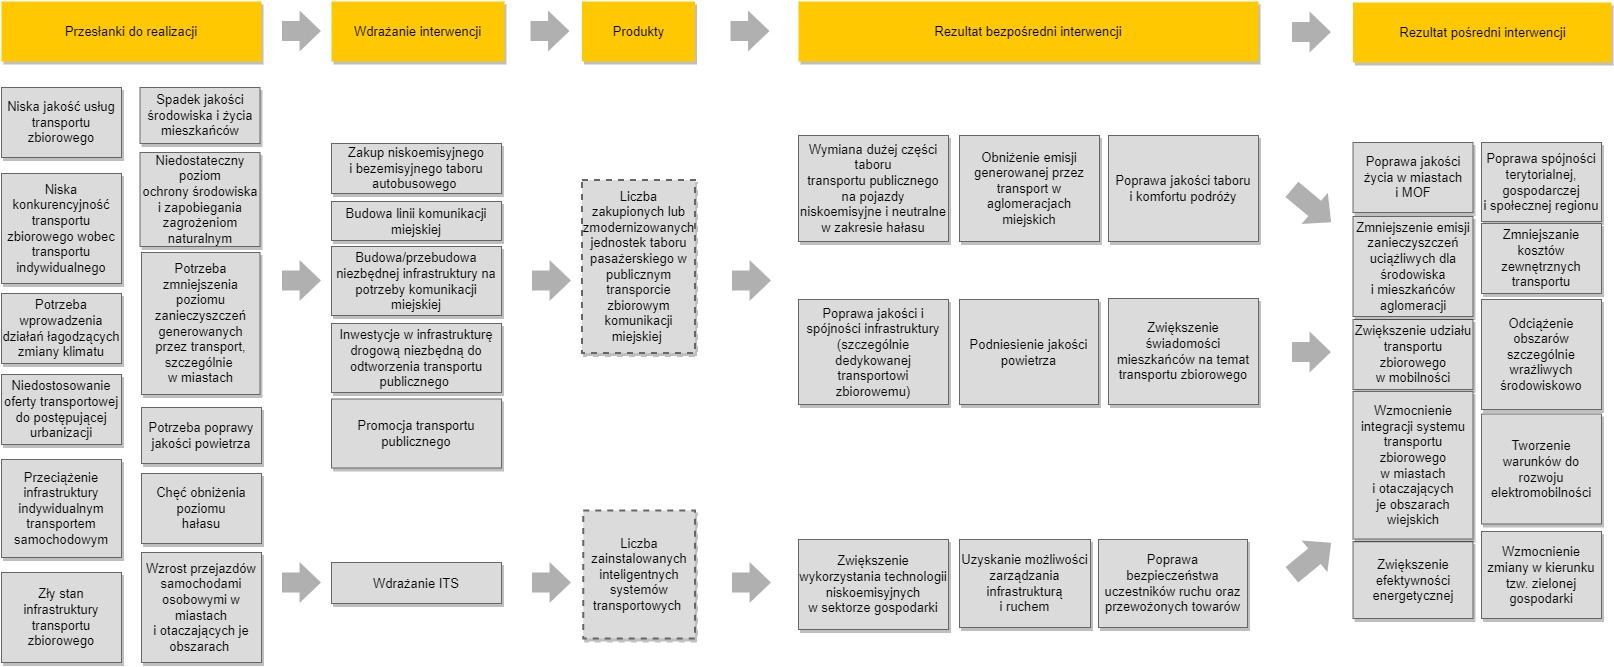 Przesłanki do realizacji
Wdrażanie interwencji
Produkty
Rezultat bezpośredni interwencji
Rezultat pośredni interwencji
Niska jakość usług
transportu
zbiorowego
Niska
konkurencyjność
transportu
zbiorowego wobec
transportu
indywidualnego
Potrzeba
wprowadzenia
działań łagodzących
zmiany klimatu
Niedostosowanie
oferty transportowej
do postępującej
urbanizacji
Przeciążenie
infrastruktury
indywidualnym
transportem
samochodowym
Zły stan
infrastruktury
transportu
zbiorowego
Spadek jakości
środowiska i życia
mieszkańców
Niedostateczny
poziom
ochrony środowiska
i zapobiegania
zagrożeniom
naturalnym
Potrzeba
zmniejszenia
poziomu
zanieczyszczeń
generowanych
przez transport,
szczególnie
w miastach
Potrzeba poprawy
jakości powietrza
Chęć obniżenia
poziomu
hałasu
Wzrost przejazdów
samochodami
osobowymi w
miastach
i otaczających je
obszarach
Zakup niskoemisyjnego
i bezemisyjnego taboru
autobusowego
Budowa linii komunikacji
miejskiej
Budowa/przebudowa
niezbędnej infrastruktury na
potrzeby komunikacji
miejskiej
Inwestycje w infrastrukturę
drogową niezbędną do
odtworzenia transportu
publicznego
Promocja transportu
publicznego
Wdrażanie ITS
Liczba
zakupionych lub
zmodernizowanych
jednostek taboru
pasażerskiego w
publicznym
transporcie
zbiorowym
komunikacji
miejskiej
Liczba
zainstalowanych
inteligentnych
systemów
transportowych
Wymiana dużej części
taboru
transportu publicznego
na pojazdy
niskoemisyjne i neutralne
w zakresie hałasu
Obniżenie emisji
generowanej przez
transport w
aglomeracjach
miejskich
Poprawa jakości taboru
i komfortu podróży
Poprawa jakości i
spójności infrastruktury
(szczególnie
dedykowanej
transportowi
zbiorowemu)
Podniesienie jakości
powietrza
Zwiększenie
świadomości
mieszkańców na temat
transportu zbiorowego
Zwiększenie
wykorzystania technologii
niskoemisyjnych
w sektorze gospodarki
Uzyskanie możliwości
zarządzania
infrastrukturą
i ruchem
Poprawa
bezpieczeństwa
uczestników ruchu oraz
przewożonych towarów
Poprawa jakości
życia w miastach
i MOF
Zmniejszenie emisji
zanieczyszczeń
uciążliwych dla
środowiska
i mieszkańców
aglomeracji
Zwiększenie udziału
transportu
zbiorowego
w mobilności
Wzmocnienie
integracji systemu
transportu
zbiorowego
w miastach
i otaczających
je obszarach
wiejskich
Zwiększenie
efektywności
energetycznej
Poprawa spójności
terytorialnej,
gospodarczej
i społecznej regionu
Zmniejszanie
kosztów
zewnętrznych
transportu
Odciążenie
obszarów
szczególnie
wrażliwych
środowiskowo
Tworzenie
warunków do
rozwoju
elektromobilności
Wzmocnienie
zmiany w kierunku
tzw. zielonej
gospodarki